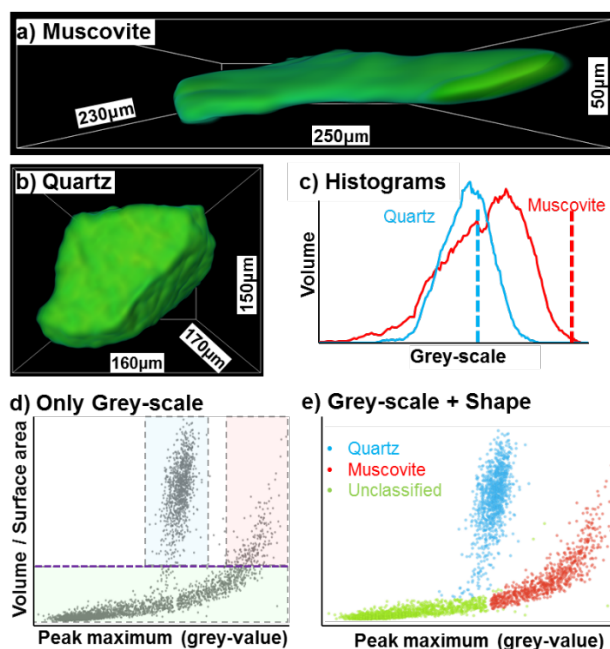 a) Muscovite
230µm
250µm
50µm
b) Quartz
150µm
170µm
160µm
c) Histograms
Quartz
Muscovite
Volume
Grey-scale
d) Only Grey-scale
Volume / Surface area
Peak maximum (grey-value)
e) Grey-scale + Shape
Quartz
Muscovite
Unclassified
Peak maximum (grey-value)